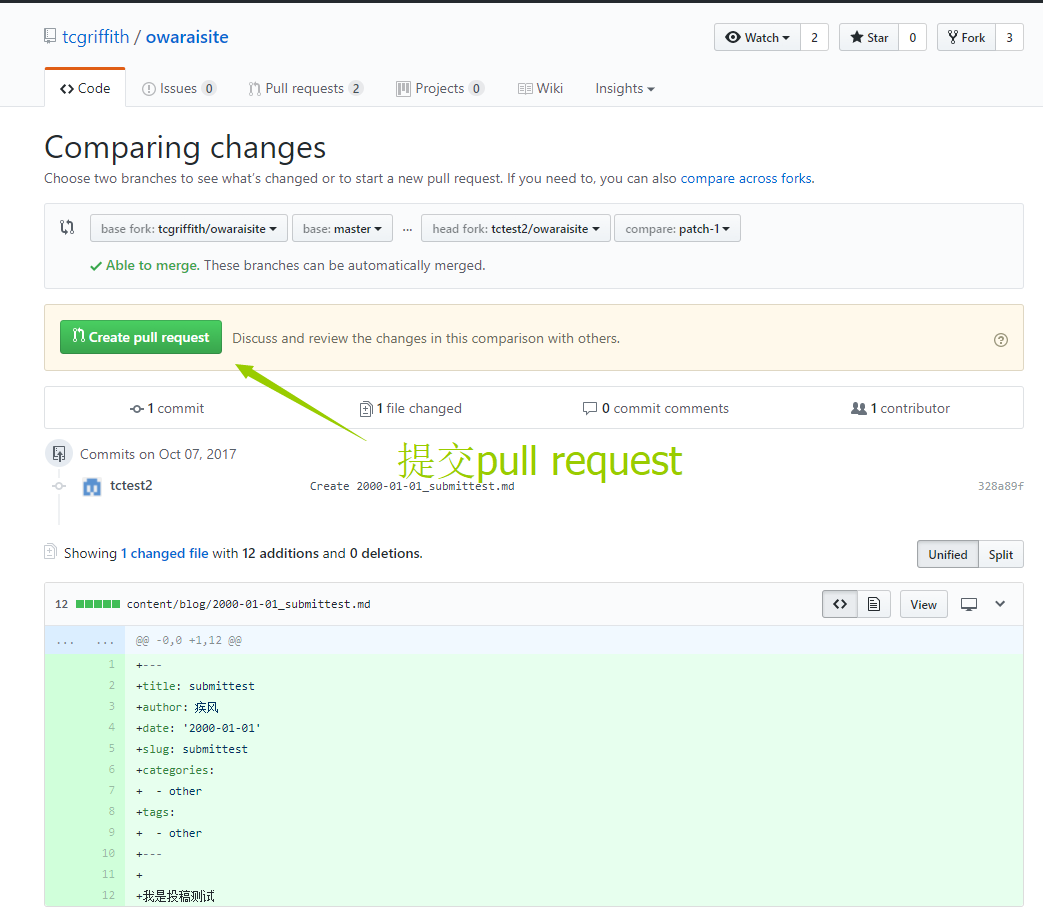 tcgriffith / owaraisite
Watch 2 Star 0 Fork 3
Code Issues 0 Pull requests 2 Projects 0 Wiki Insights
Comparing changes
Choose two branches to see what's changed or to start a new pull request. If you need to, you can also compare across forks.
base fork: tcgriffith/owaraisite base: master ... head fork: tctest2/owaraisite compare: patch-1
Able to merge. These branches can be automatically merged.
Create pull request Discuss and review the changes in this comparison with others.
1 commit 1 file changed 0 commit comments 1 contributor
提交pull request
Commits on Oct 07, 2017
tctest2 Create 2000-01-01_submittest.md 328a89f
Showing 1 changed file with 12 additions and 0 deletions.
Unified Split
12 content/blog/2000-01-01_submittest.md View
... ... @@ -0,0 +1,12 @@
1 +---
2 +title: submittest
3 +author: 疾风
4 +date: '2000-01-01'
5 +slug: submittest
6 +categories:
7 +  - other
8 +tags:
9 +  - other
10 +---
11 +
12 +我是投稿测试